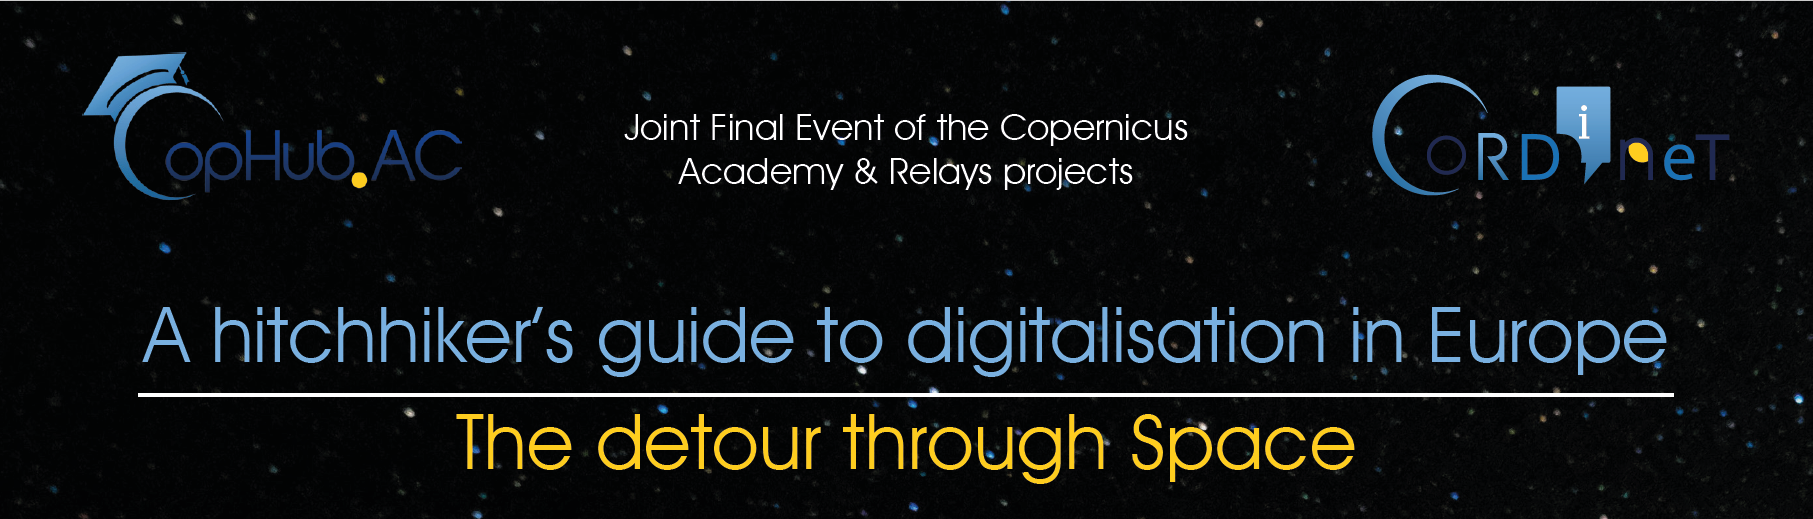 CopHub.AC
Joint Final Event of the Copernicus
Academy & Relays projects
CORDiNeT
i
A hitchhiker‘s guide to digitalisation in Europe
The detour through Space